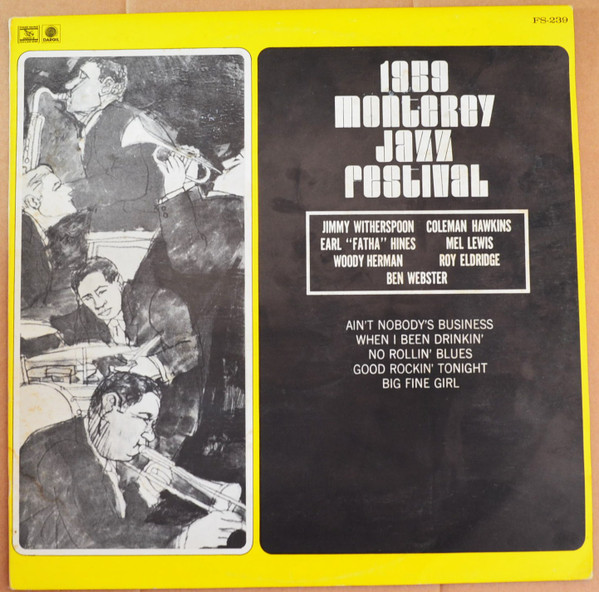 FS-239
1959
monterey
jazz
festival
JIMMY WITHERSPOON COLEMAN HAWKINS
EARL "FATHA" HINES MEL LEWIS
WOODY HERMAN ROY ELDRIDGE
BEN WEBSTER
AIN'T NOBODY'S BUSINESS
WHEN I BEEN DRINKIN'
NO ROLLIN' BLUES
GOOD ROCKIN' TONIGHT
BIG FINE GIRL